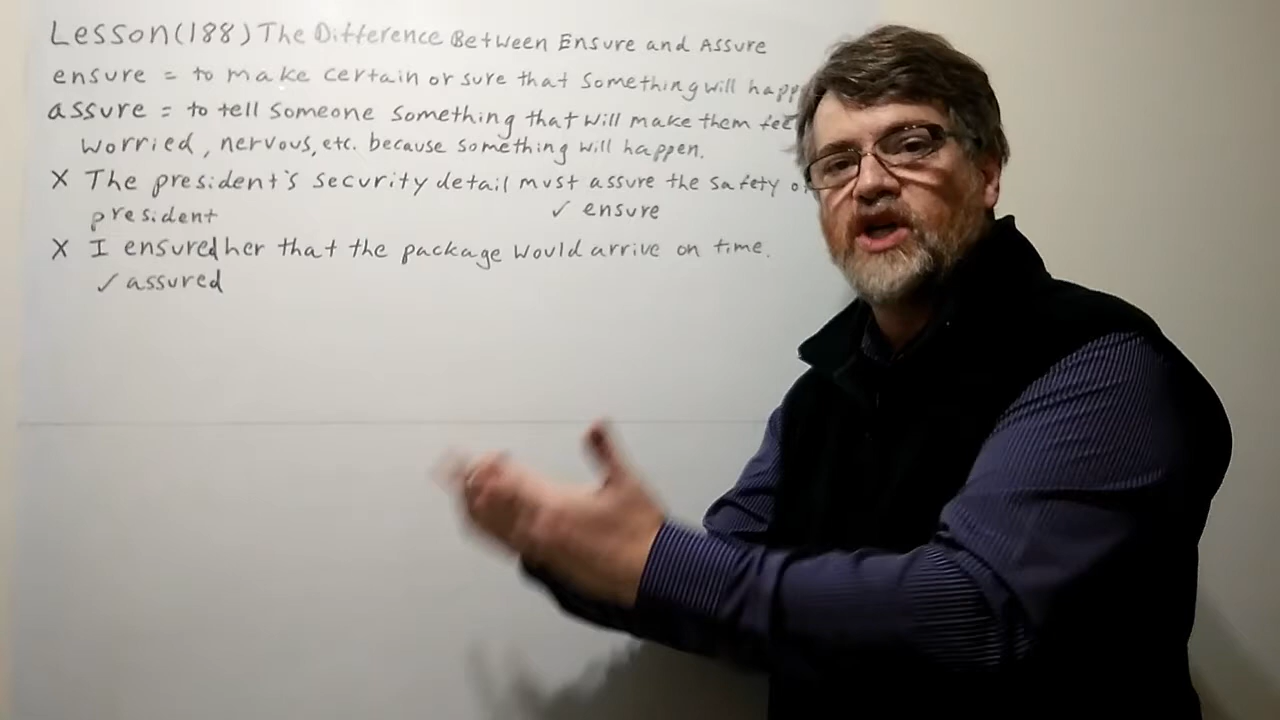 Lesson(188) The Difference Between Ensure and Assure
ensure = to make certain or sure that something will happ
assure = to tell someone something that will make them
worried, nervous, etc. because something will happen.
X The president's security detail must assure the safety
president ✓ ensure
X I ensured her that the package would arrive on time.
✓ assured